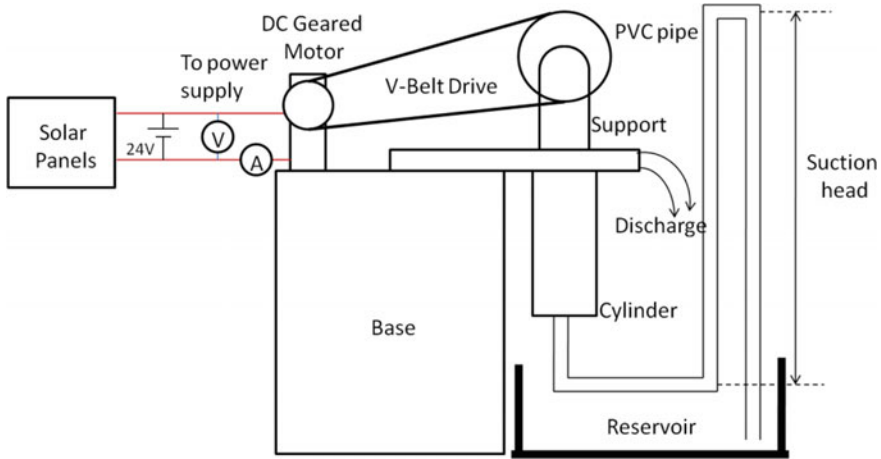 DC Geared
Motor
PVC pipe
To power
supply
V-Belt Drive
Solar
Panels
24V
V
A
Support
Suction
head
Discharge
Cylinder
Base
Reservoir